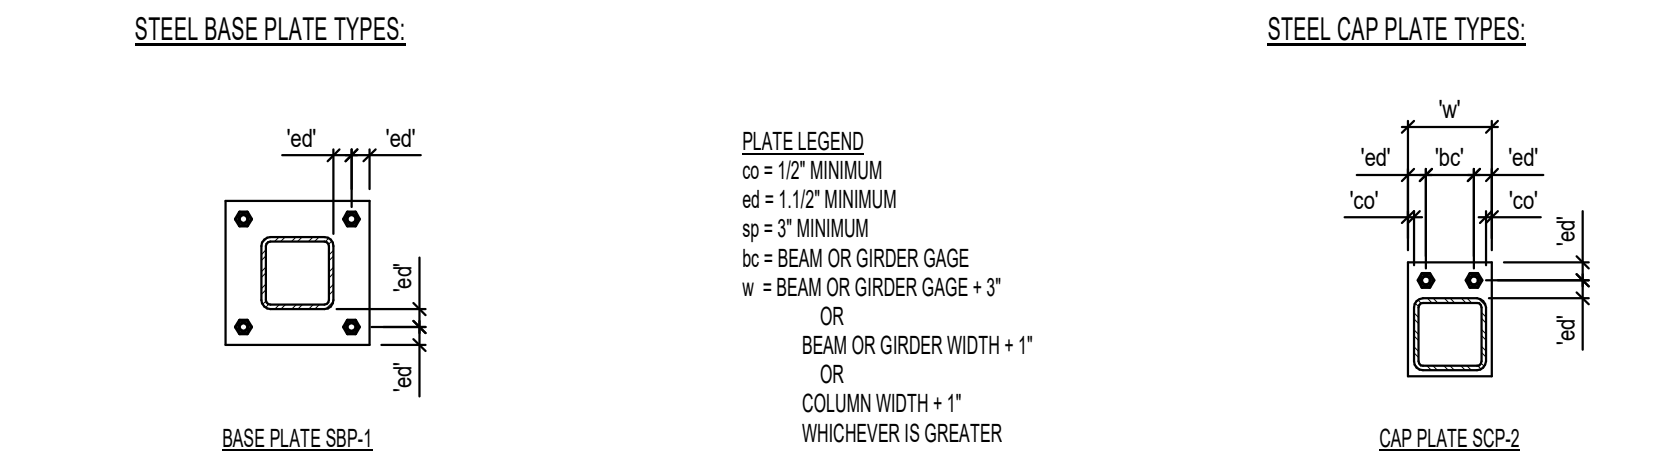 STEEL BASE PLATE TYPES:
'ed' 'ed'
'ed'
'ed'
BASE PLATE SBP-1
PLATE LEGEND
co = 1/2" MINIMUM
ed = 1.1/2" MINIMUM
sp = 3" MINIMUM
bc = BEAM OR GIRDER GAGE
w = BEAM OR GIRDER GAGE + 3"
OR
BEAM OR GIRDER WIDTH + 1"
OR
COLUMN WIDTH + 1"
WHICHEVER IS GREATER
STEEL CAP PLATE TYPES:
'w'
'ed' 'bc' 'ed'
'co' 'co'
'ed'
'ed'
CAP PLATE SCP-2